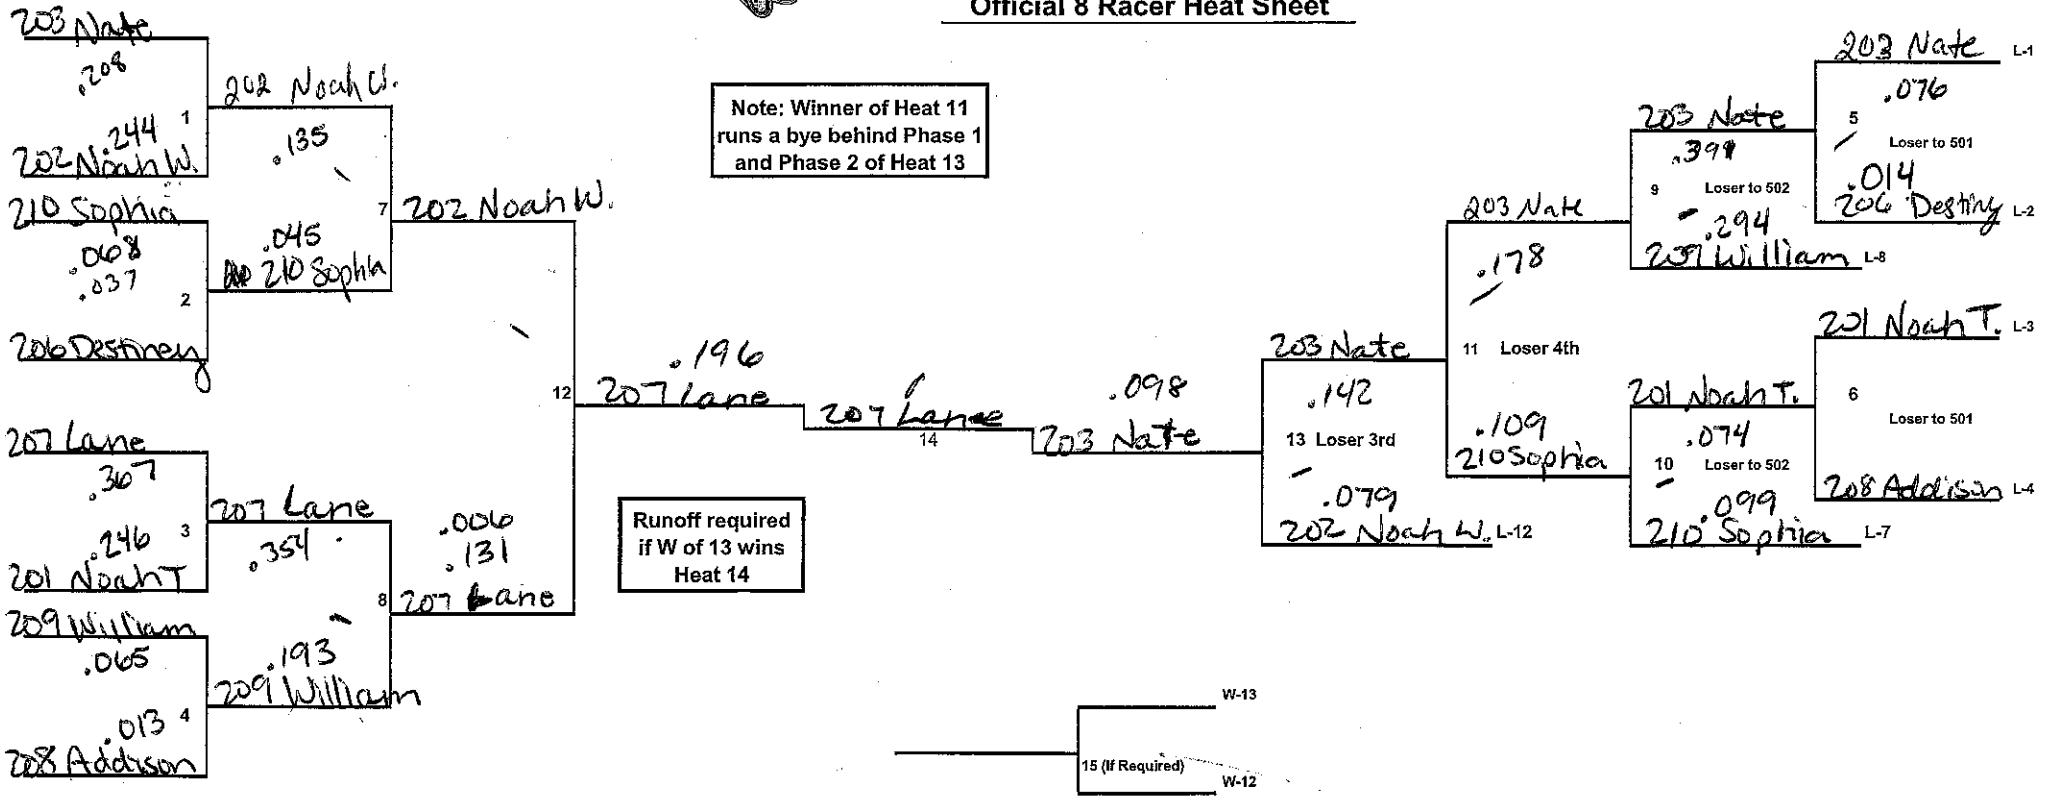 Official 8 Racer Heat Sheet
203 Nate
.208
.244 1
202 Noah W.
202 Noah W.
.135
7
.045
210 Sophia
210 Sophia
.068
.037
2
206 Destiney
202 Noah W.
12
207 Lane
.367
.246 3
201 Noah T
207 Lane
.354
8
.193
209 William
209 William
.065
.013 4
208 Addison
.006
.131
207 Lane
Note: Winner of Heat 11
runs a bye behind Phase 1
and Phase 2 of Heat 13
.196
207 Lane
207 Lane
14
.098
203 Nate
Runoff required
if W of 13 wins
Heat 14
203 Nate
.142
13 Loser 3rd
.079
202 Noah W. L-12
203 Nate
.178
11 Loser 4th
.109
210 Sophia
203 Nate
9 Loser to 502
.294
William L-8
203 Nate L-1
.076
5
Loser to 501
.014
206 Destiny L-2
201 Noah T.
.074
10 Loser to 502
.099
210 Sophia L-7
201 Noah T. L-3
6
Loser to 501
208 Addison L-4
W-13
15 (If Required)
W-12